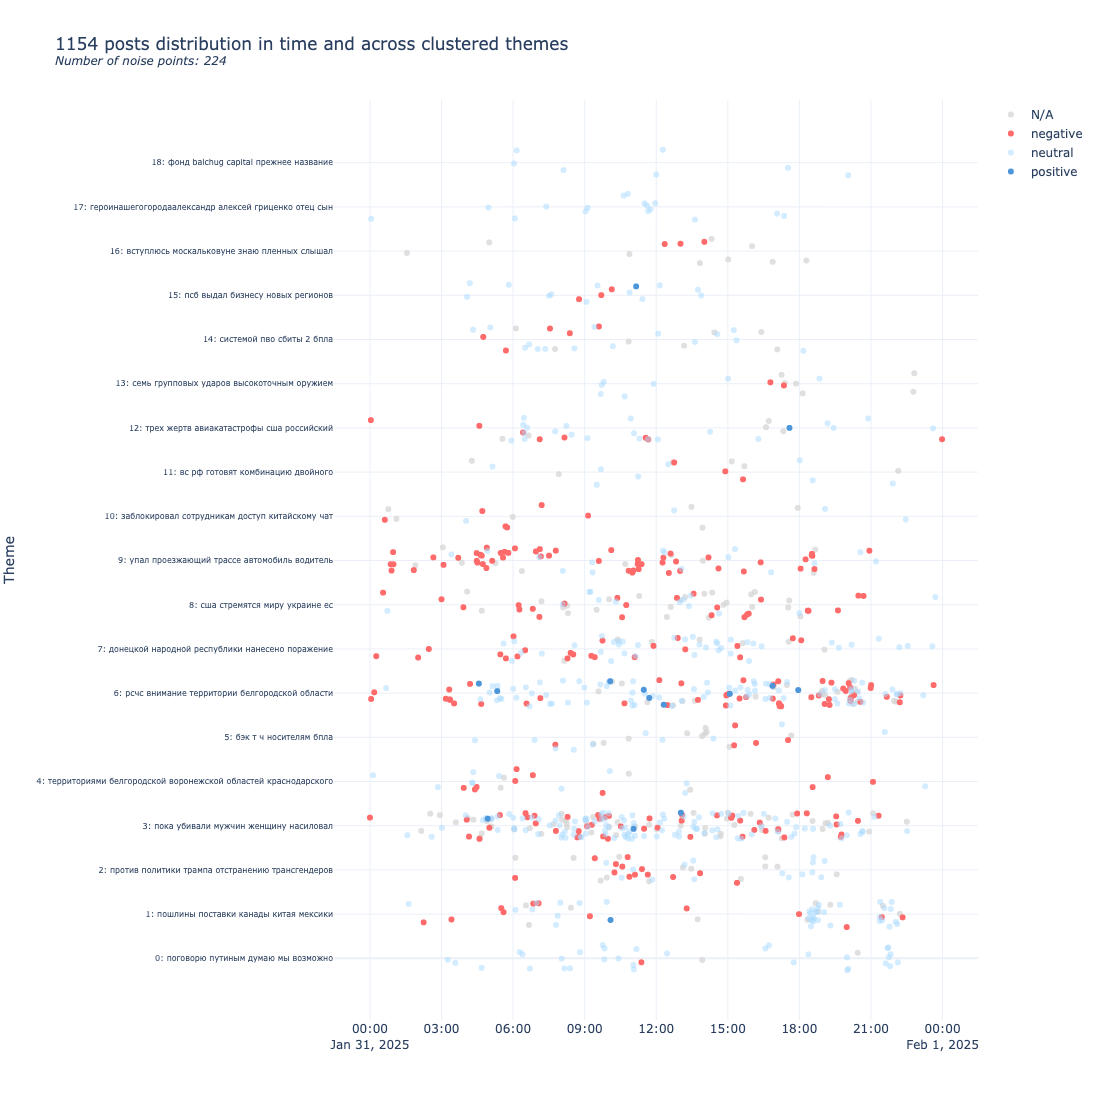 1154 posts distribution in time and across clustered themes
Number of noise points: 224
N/A
negative
neutral
positive
Theme
18: фонд balchug capital прежнее название
17: героинашегогородаалександр алексей гриценко отец сын
16: вступлюсь москальковуне знаю пленных слышал
15: псб выдал бизнесу новых регионов
14: системой пво сбиты 2 бпла
13: семь групповых ударов высокоточным оружием
12: трех жертв авиакатастрофы сша российский
11: вс рф готовят комбинацию двойного
10: заблокировал сотрудникам доступ китайскому чат
9: упал проезжающий трассе автомобиль водитель
8: сша стремятся миру украине ес
7: донецкой народной республики нанесено поражение
6: рсчс внимание территории белгородской области
5: бэк т ч носителям бпла
4: территориями белгородской воронежской областей краснодарского
3: пока убивали мужчин женщину насиловал
2: против политики трампа отстранению трансгендеров
1: пошлины поставки канады китая мексики
0: поговорю путиным думаю мы возможно
00:00 03:00 06:00 09:00 12:00 15:00 18:00 21:00 00:00
Jan 31, 2025 Feb 1, 2025